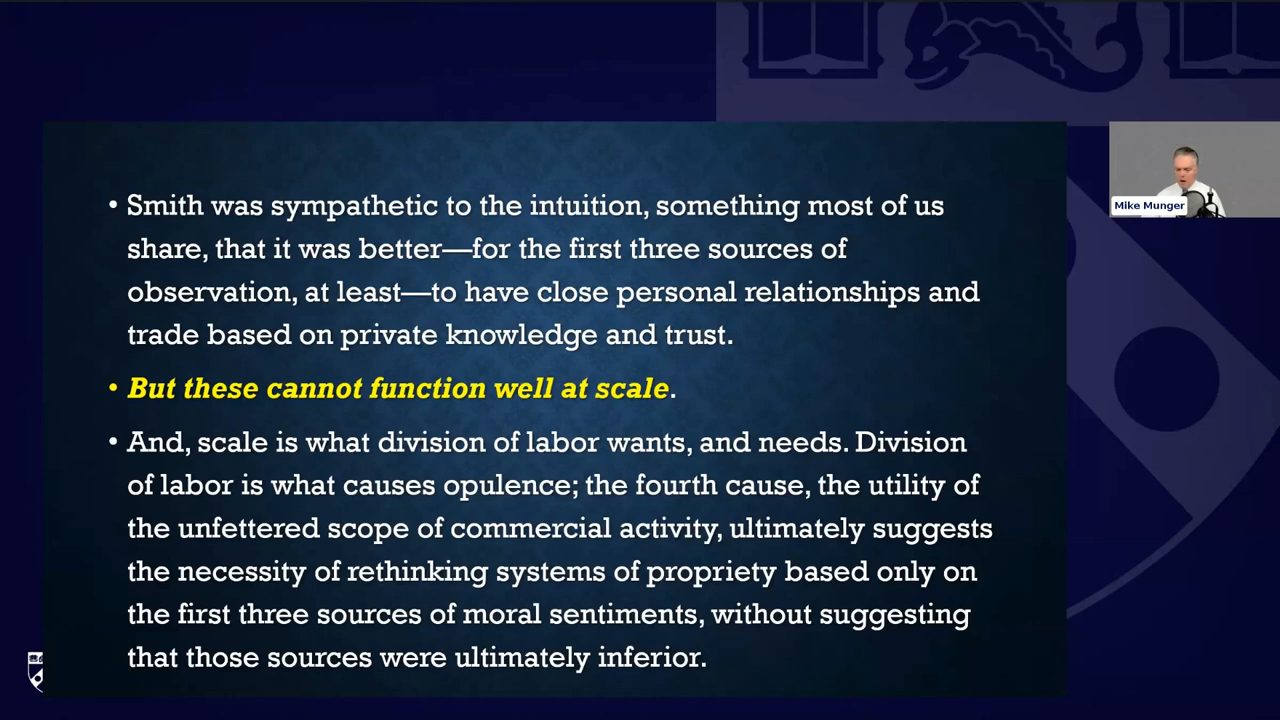 • Smith was sympathetic to the intuition, something most of us
share, that it was better—for the first three sources of
observation, at least—to have close personal relationships and
trade based on private knowledge and trust.
• But these cannot function well at scale.
• And, scale is what division of labor wants, and needs. Division
of labor is what causes opulence; the fourth cause, the utility of
the unfettered scope of commercial activity, ultimately suggests
the necessity of rethinking systems of propriety based only on
the first three sources of moral sentiments, without suggesting
that those sources were ultimately inferior.
Mike Munger